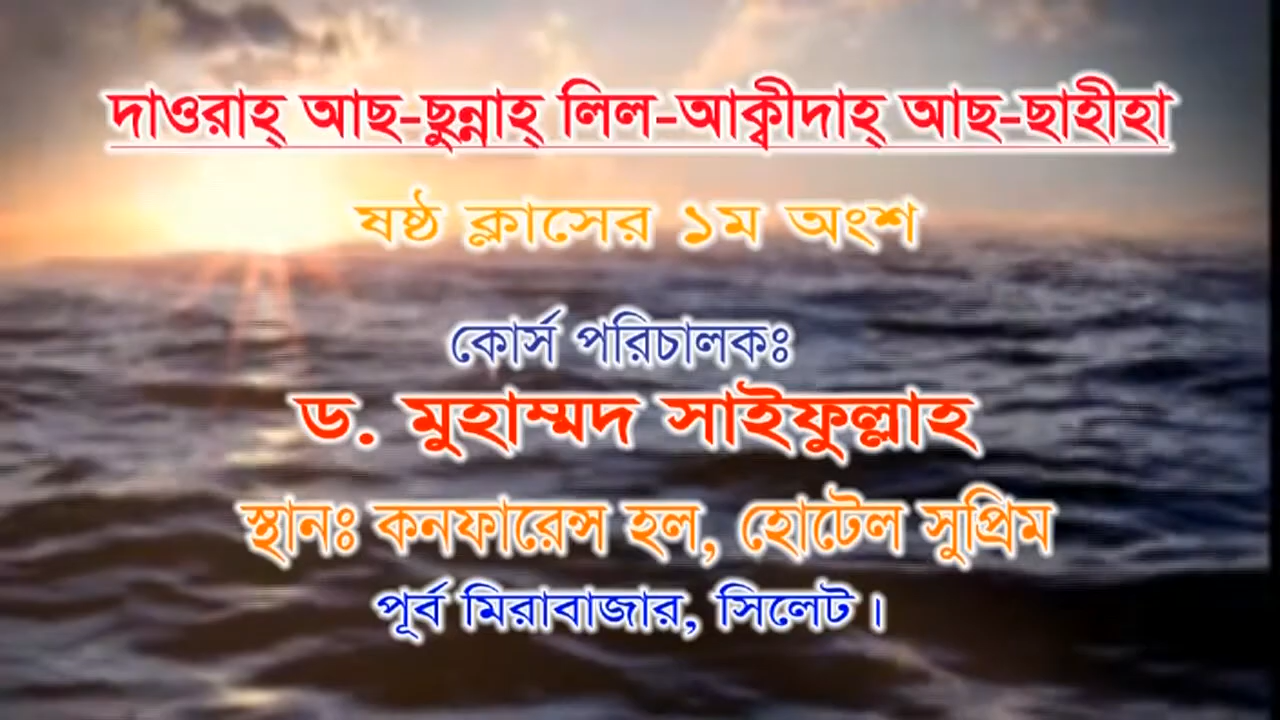 দাওরাহ্ আছ-ছুন্নাহ্ লিল-আক্বীদাহ্ আছ-ছাহীহা
ষষ্ঠ ক্লাসের ১ম অংশ
কোর্স পরিচালকঃ
ড. মুহাম্মদ সাইফুল্লাহ
স্থানঃ কনফারেন্স হল, হোটেল সুপ্রিম
পূর্ব মিরাবাজার, সিলেট।